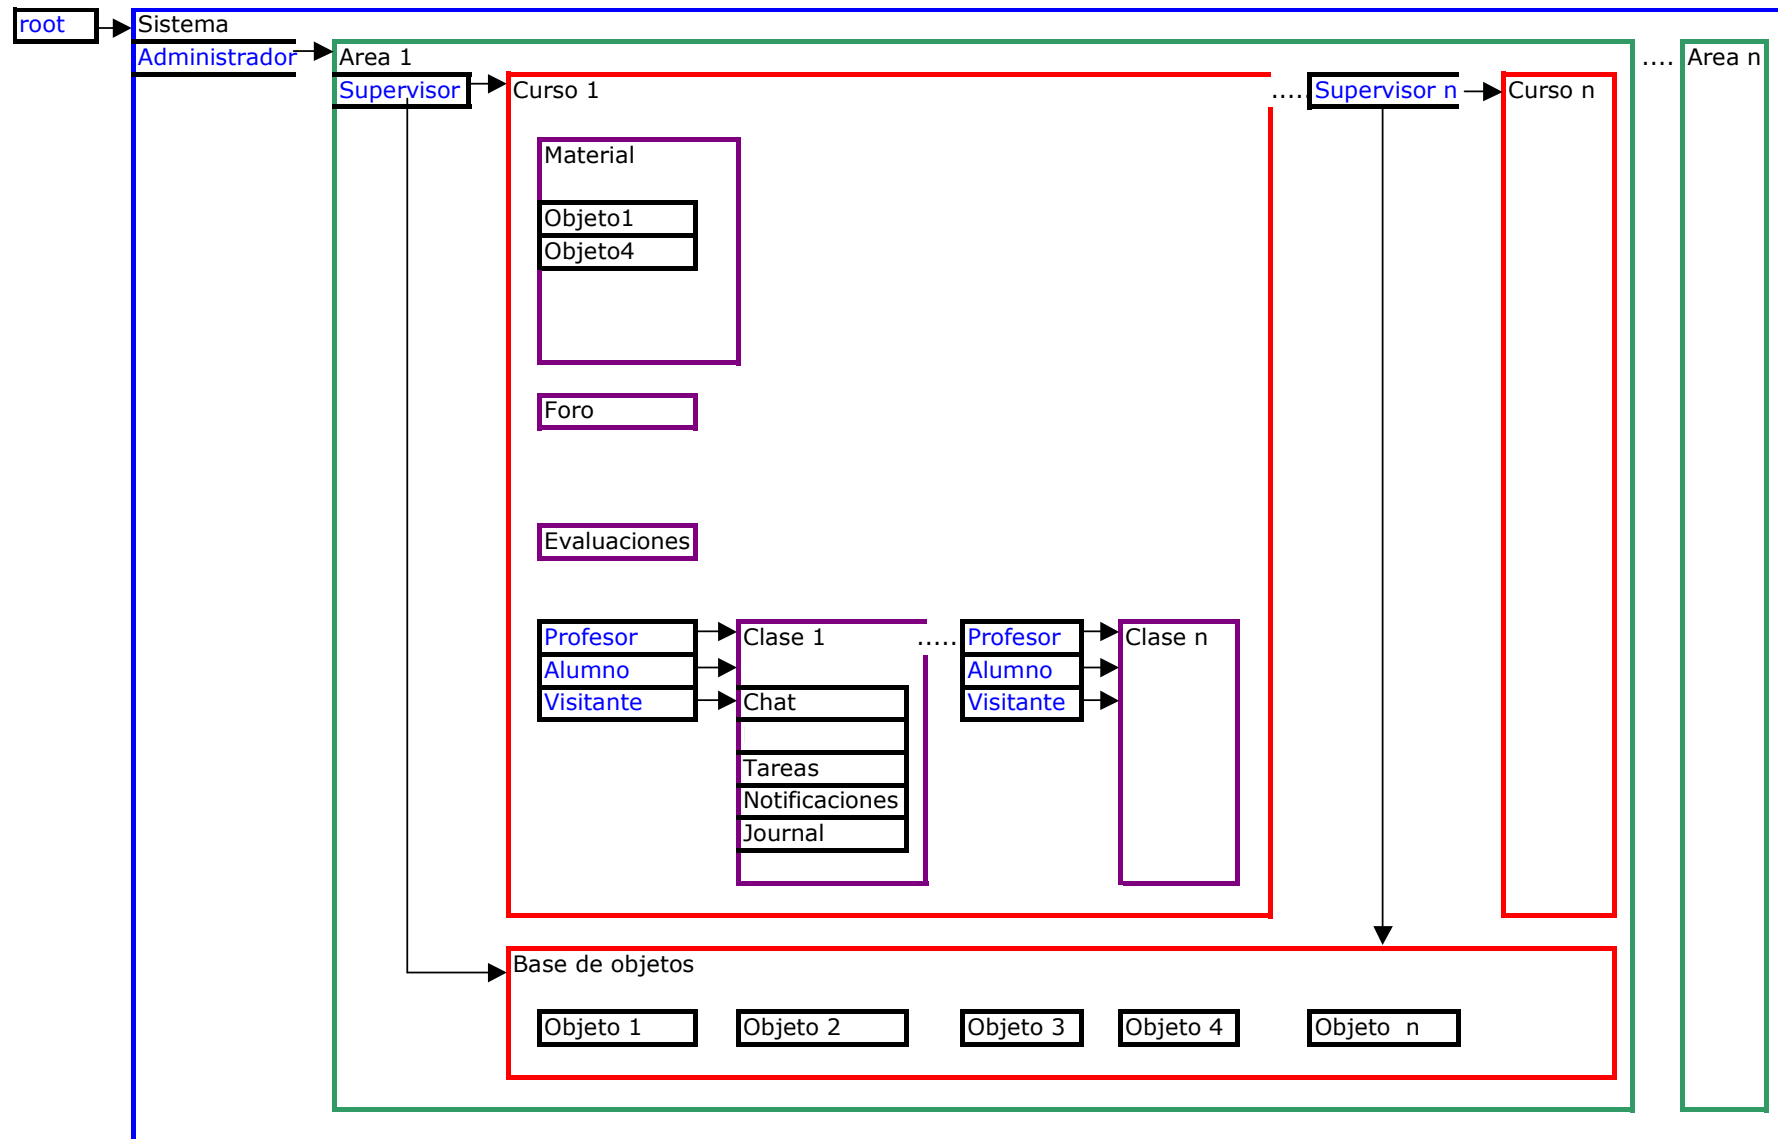 root
Sistema
Administrador
Area 1
.... Area n
Supervisor
Curso 1
..... Supervisor n
Curso n
Material
Objeto1
Objeto4
Foro
Evaluaciones
Profesor
Clase 1
..... Profesor
Clase n
Alumno
Alumno
Visitante
Chat
Visitante
Tareas
Notificaciones
Journal
Base de objetos
Objeto 1
Objeto 2
Objeto 3
Objeto 4
Objeto n